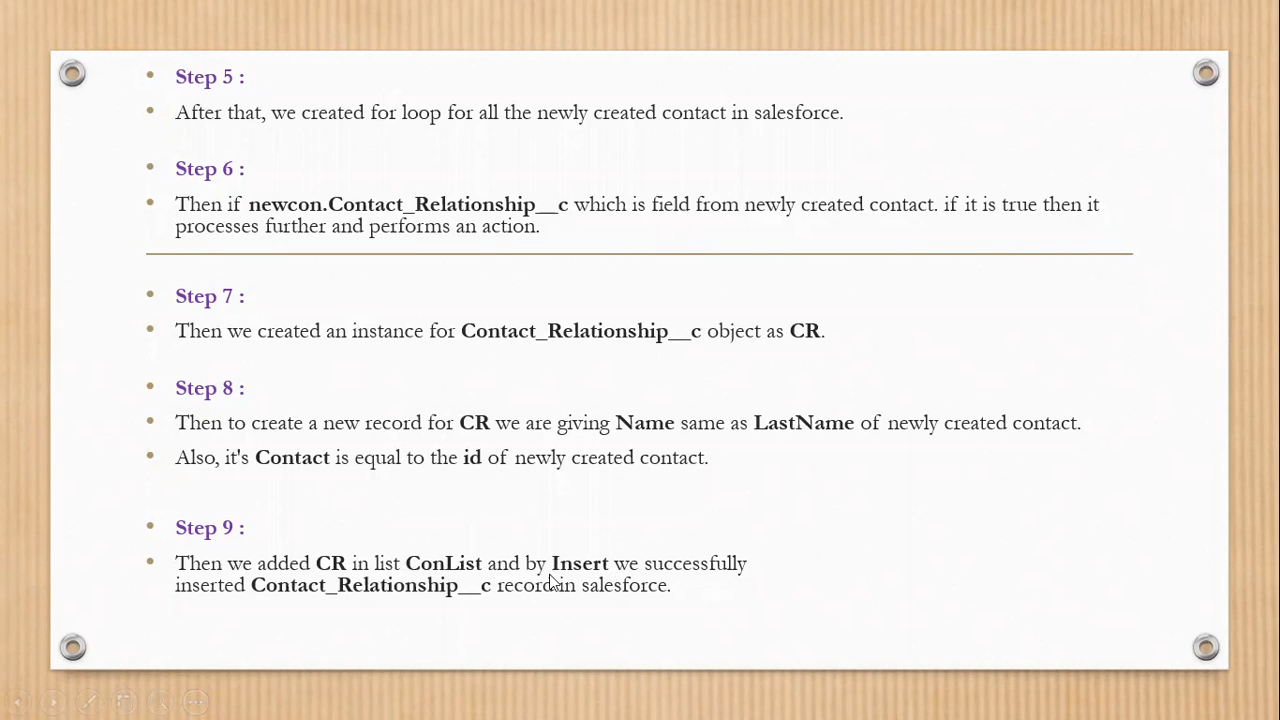 Step 5 :
After that, we created for loop for all the newly created contact in salesforce.
Step 6 :
Then if newcon.Contact_Relationship__c which is field from newly created contact. if it is true then it
processes further and performs an action.
Step 7 :
Then we created an instance for Contact_Relationship__c object as CR.
Step 8 :
Then to create a new record for CR we are giving Name same as LastName of newly created contact.
Also, it's Contact is equal to the id of newly created contact.
Step 9 :
Then we added CR in list ConList and by Insert we successfully
inserted Contact_Relationship__c record in salesforce.